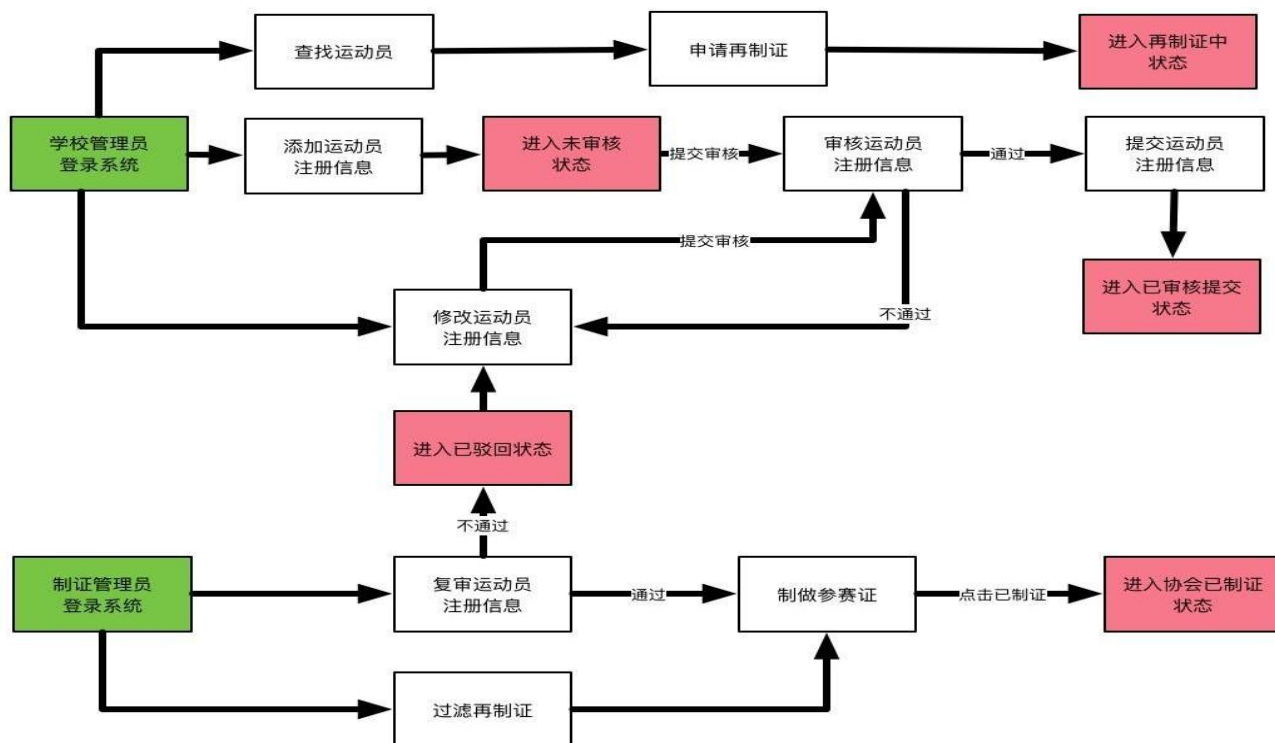 查找运动员
申请再制证
进入再制证中
状态
学校管理员
登录系统
添加运动员
注册信息
进入未审核
状态
提交审核
审核运动员
注册信息
通过
提交运动员
注册信息
提交审核
进入已审核提交
状态
修改运动员
注册信息
不通过
进入已驳回状态
不通过
制证管理员
登录系统
复审运动员
注册信息
通过
制做参赛证
点击已制证
进入协会已制证
状态
过滤再制证